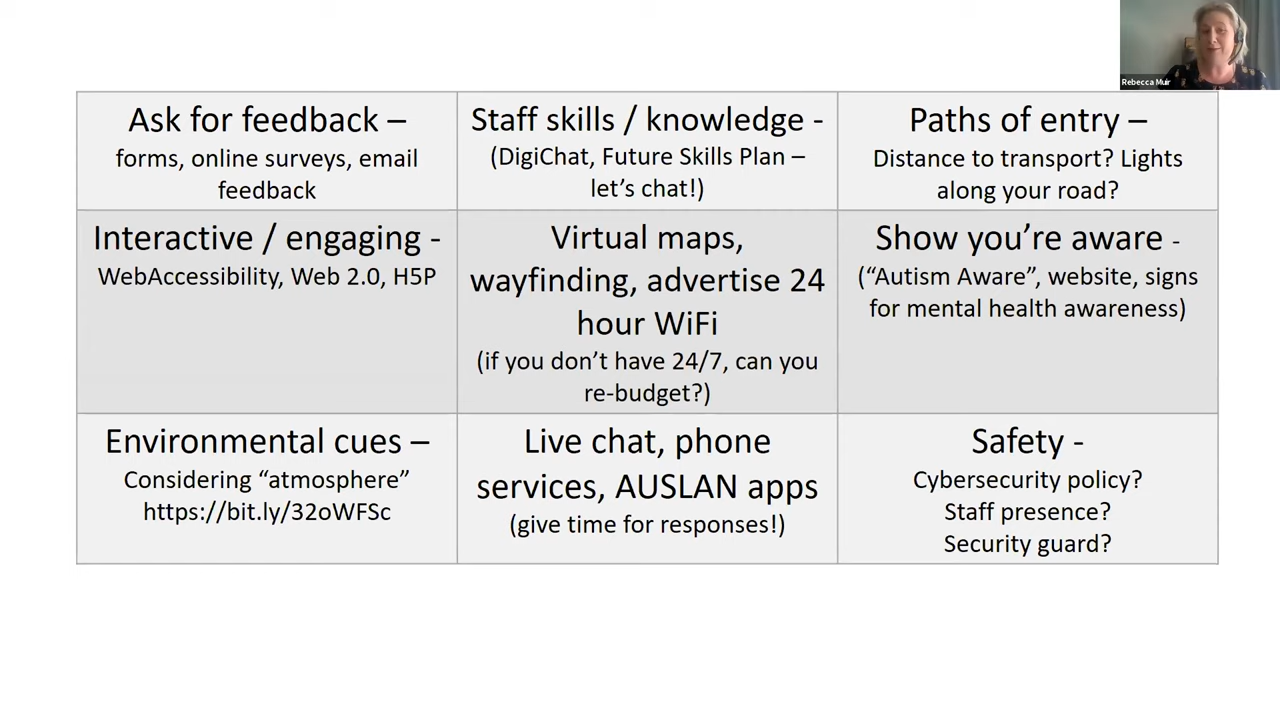 Rebecca Muir
Ask for feedback –
forms, online surveys, email
feedback
Staff skills / knowledge -
(DigiChat, Future Skills Plan –
let’s chat!)
Paths of entry –
Distance to transport? Lights
along your road?
Interactive / engaging -
WebAccessibility, Web 2.0, H5P
Virtual maps,
wayfinding, advertise 24
hour WiFi
(if you don’t have 24/7, can you
re-budget?)
Show you’re aware -
(“Autism Aware”, website, signs
for mental health awareness)
Environmental cues –
Considering “atmosphere”
https://bit.ly/32oWFSc
Live chat, phone
services, AUSLAN apps
(give time for responses!)
Safety -
Cybersecurity policy?
Staff presence?
Security guard?